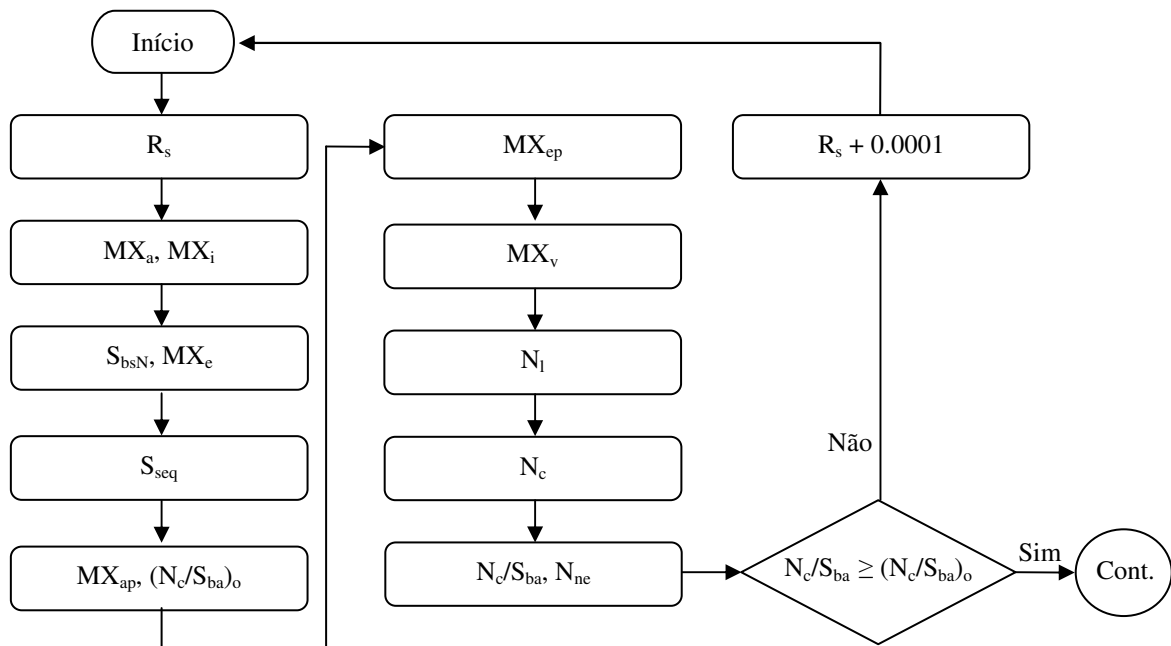 Início
R_s
MX_a, MX_i
S_bsN, MX_e
S_seq
MX_ap, (N_c/S_ba)_o
MX_ep
MX_v
N_l
N_c
N_c/S_ba, N_ne
N_c/S_ba ≥ (N_c/S_ba)_o
Não
R_s + 0.0001
Sim
Cont.